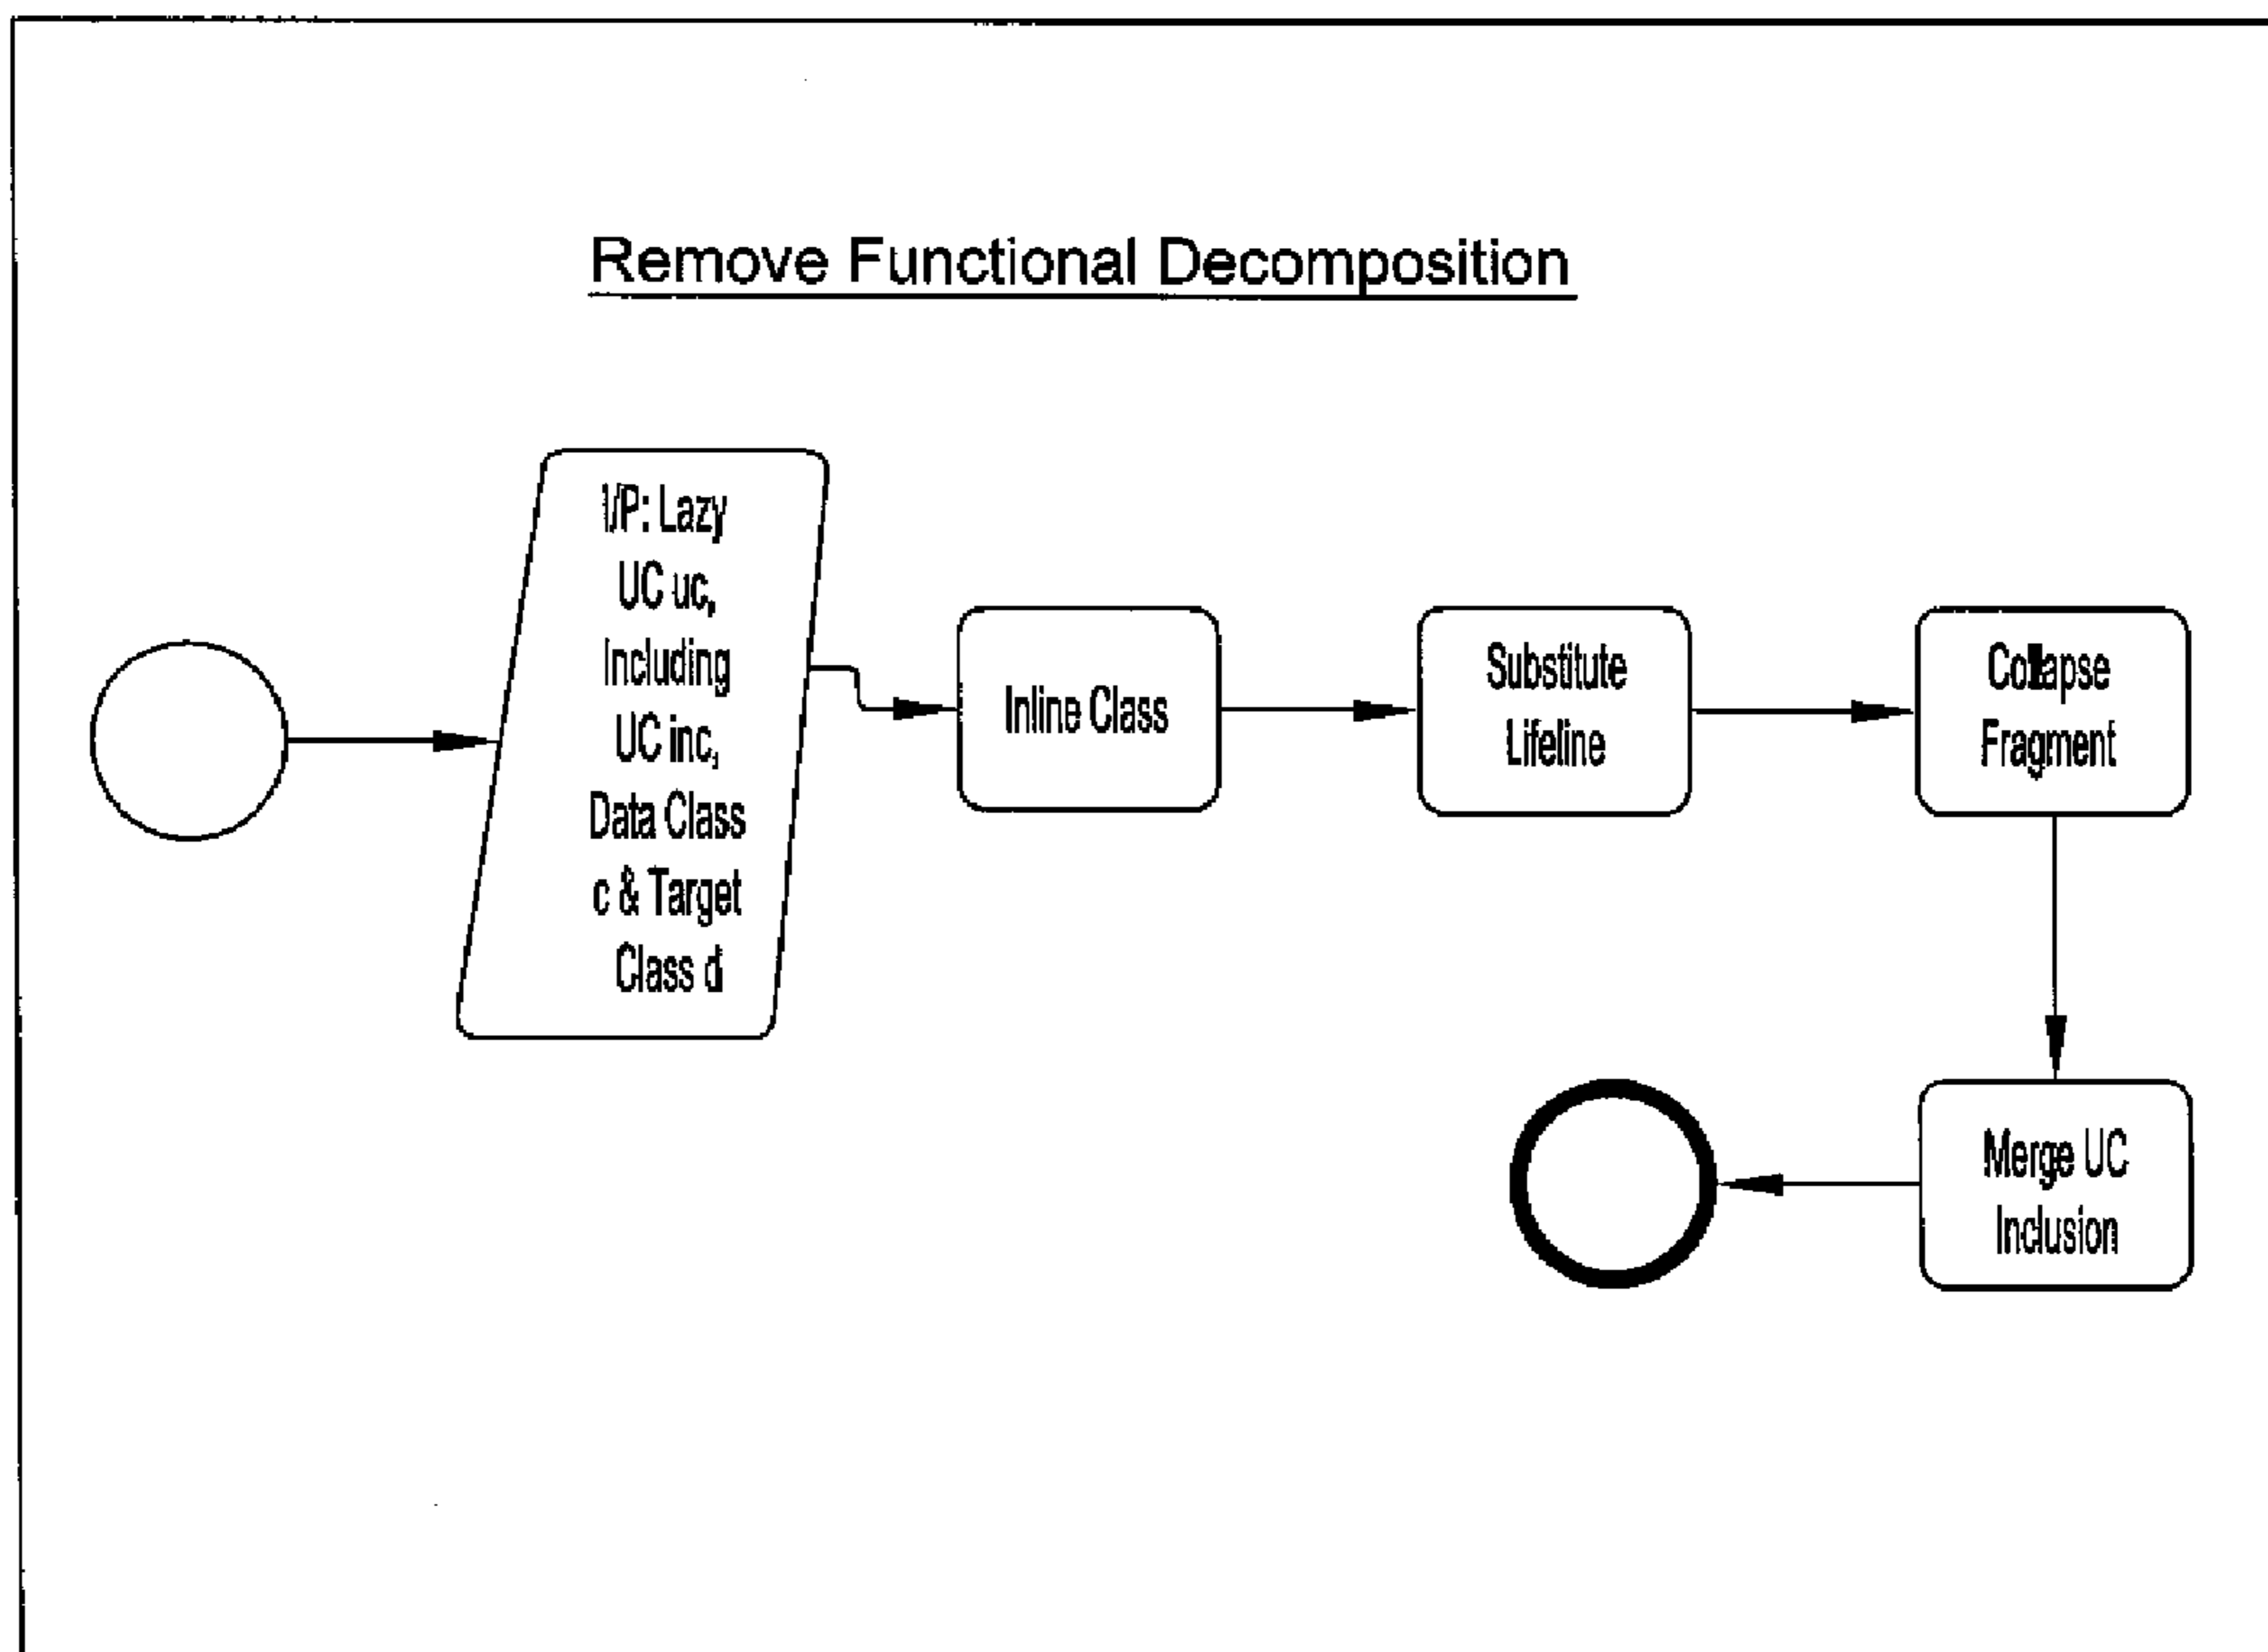 Remove Functional Decomposition
I/P: Lazy
UC uc,
Including
UC inc,
Data Class
c & Target
Class d
Inline Class
Substitute
Lifeline
Collapse
Fragment
Merge UC
Inclusion